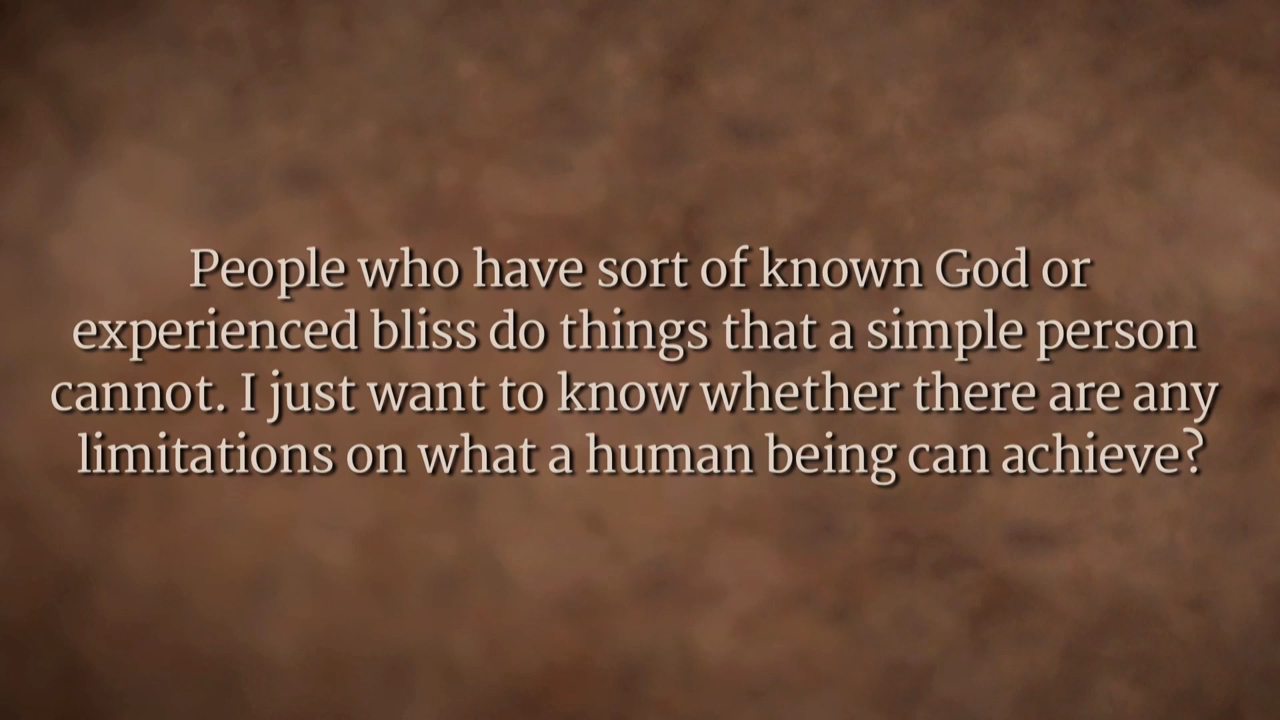 People who have sort of known God or
experienced bliss do things that a simple person
cannot. I just want to know whether there are any
limitations on what a human being can achieve?